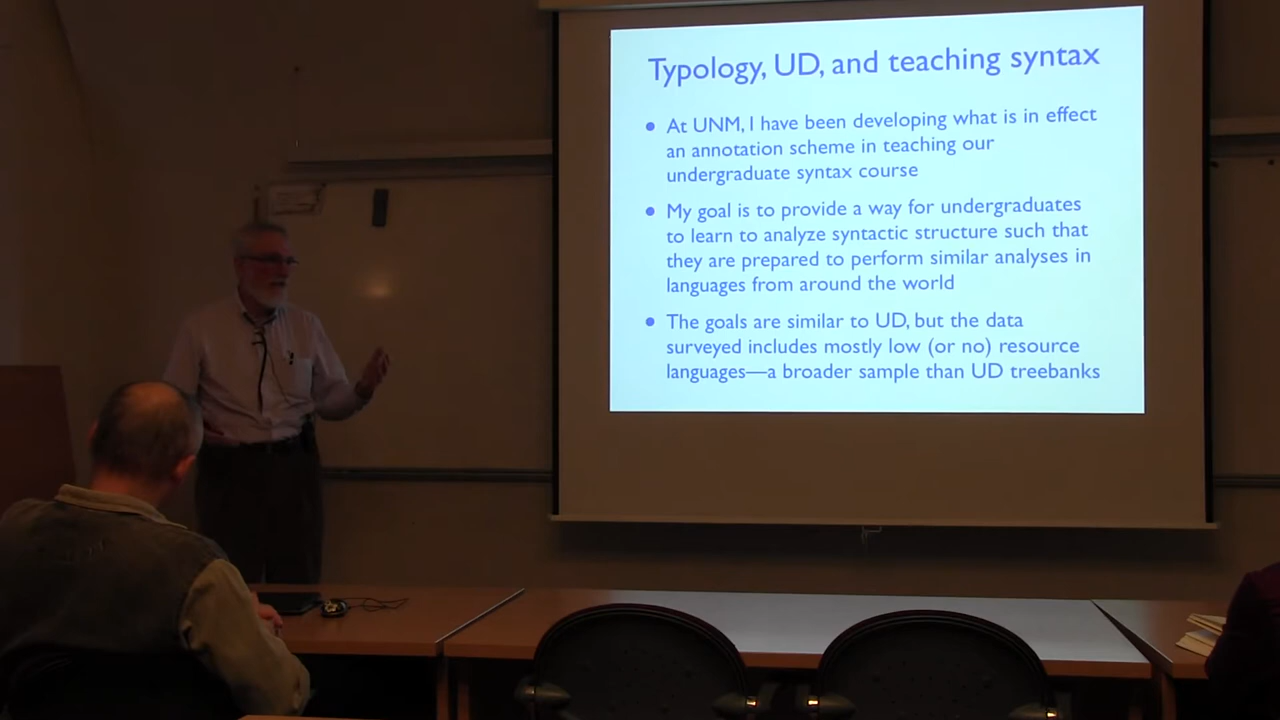 Typology, UD, and teaching syntax
• At UNM, I have been developing what is in effect
an annotation scheme in teaching our
undergraduate syntax course
• My goal is to provide a way for undergraduates
to learn to analyze syntactic structure such that
they are prepared to perform similar analyses in
languages from around the world
• The goals are similar to UD, but the data
surveyed includes mostly low (or no) resource
languages—a broader sample than UD treebanks